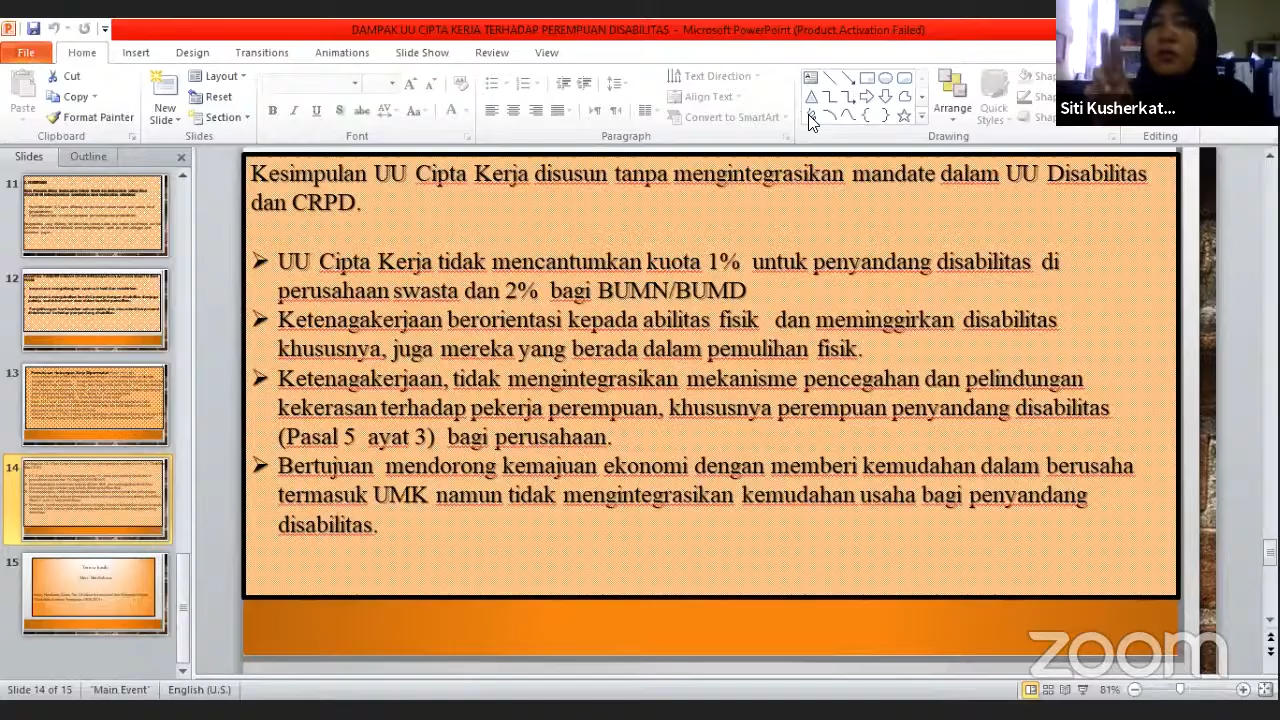 DAMPAK UU CIPTA KERJA TERHADAP PEREMPUAN DISABILITAS - Microsoft PowerPoint (Product Activation Failed)
File Home Insert Design Transitions Animations Slide Show Review View
Cut
Copy
Format Painter
Paste
Clipboard
New
Slide
Layout
Reset
Section
Slides
Font
Text Direction
Align Text
Convert to SmartArt
Paragraph
Arrange
Quick
Styles
Drawing
Editing
Siti Kusherkat...
Slides Outline
11
12
13
14
15
Kesimpulan UU Cipta Kerja disusun tanpa mengintegrasikan mandate dalam UU Disabilitas
dan CRPD.
➢ UU Cipta Kerja tidak mencantumkan kuota 1% untuk penyandang disabilitas di
perusahaan swasta dan 2% bagi BUMN/BUMD
➢ Ketenagakerjaan berorientasi kepada abilitas fisik dan meminggirkan disabilitas
khususnya, juga mereka yang berada dalam pemulihan fisik.
➢ Ketenagakerjaan, tidak mengintegrasikan mekanisme pencegahan dan pelindungan
kekerasan terhadap pekerja perempuan, khususnya perempuan penyandang disabilitas
(Pasal 5 ayat 3) bagi perusahaan.
➢ Bertujuan mendorong kemajuan ekonomi dengan memberi kemudahan dalam berusaha
termasuk UMK namun tidak mengintegrasikan kemudahan usaha bagi penyandang
disabilitas.
zoom
Slide 14 of 15 "Main Event" English (U.S.) 81%